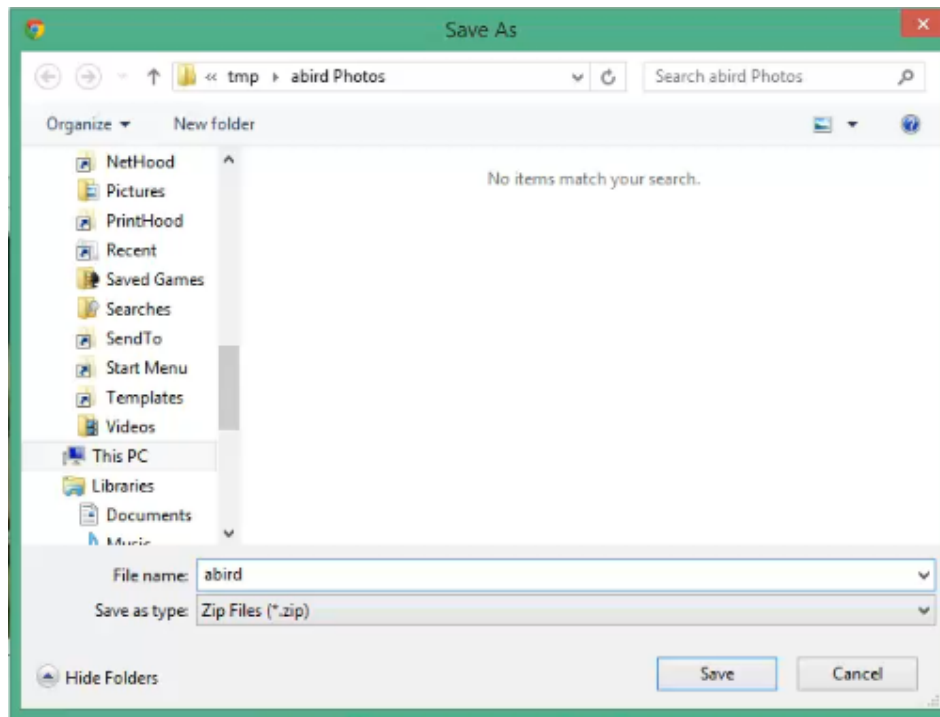 Save As
« tmp › abird Photos
Search abird Photos
Organize
New folder
NetHood
Pictures
PrintHood
Recent
Saved Games
Searches
SendTo
Start Menu
Templates
Videos
This PC
Libraries
Documents
Music
No items match your search.
File name: abird
Save as type: Zip Files (*.zip)
Hide Folders
Save
Cancel